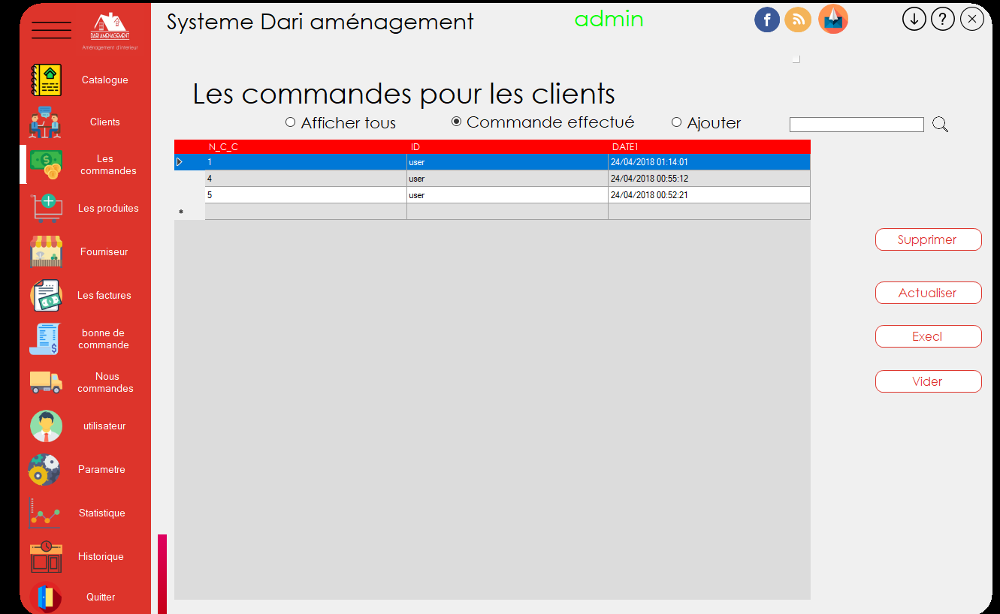 DARI AMÉNAGEMENT
Aménagement d'interieur
Systeme Dari aménagement
admin
Catalogue
Clients
Les
commandes
Les produites
Fourniseur
Les factures
bonne de
commande
Nous
commandes
utilisateur
Parametre
Statistique
Historique
Quitter
Les commandes pour les clients
Afficher tous
Commande effectué
Ajouter
N_C_C ID DATE1
1 user 24/04/2018 01:14:01
4 user 24/04/2018 00:55:12
5 user 24/04/2018 00:52:21
Supprimer
Actualiser
Execl
Vider